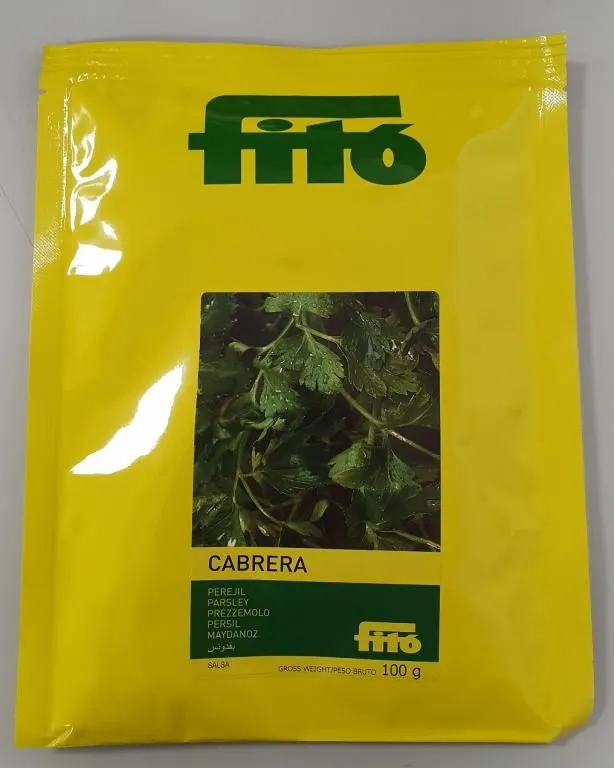 fitó
CABRERA
PEREJIL
PARSLEY
PREZZEMOLO
PERSIL
MAYDANOZ
بقدونس
fitó
SALSA GROSS WEIGHT/PESO BRUTO 100 g